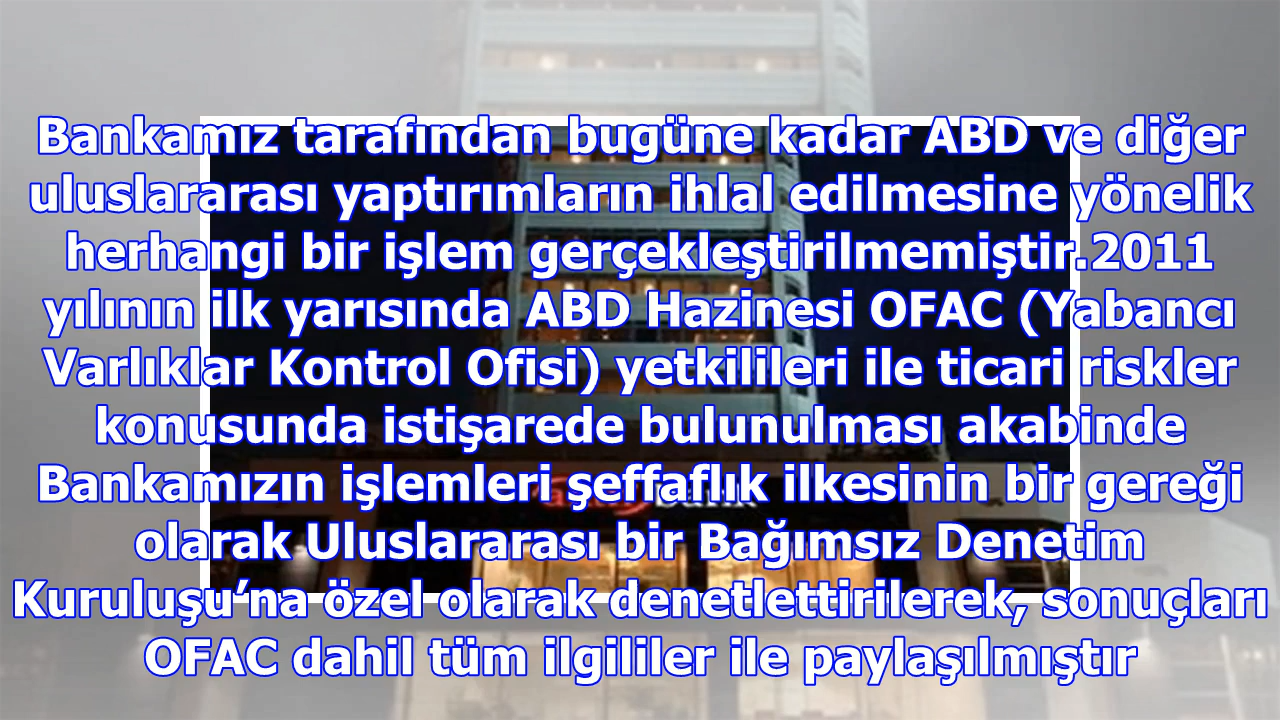 Bankamız tarafından bugüne kadar ABD ve diğer
uluslararası yaptırımların ihlal edilmesine yönelik
herhangi bir işlem gerçekleştirilmemiştir.2011
yılının ilk yarısında ABD Hazinesi OFAC (Yabancı
Varlıklar Kontrol Ofisi) yetkilileri ile ticari riskler
konusunda istişarede bulunulması akabinde
Bankamızın işlemleri şeffaflık ilkesinin bir gereği
olarak Uluslararası bir Bağımsız Denetim
Kuruluşu’na özel olarak denetlettirilerek, sonuçları
OFAC dahil tüm ilgililer ile paylaşılmıştır